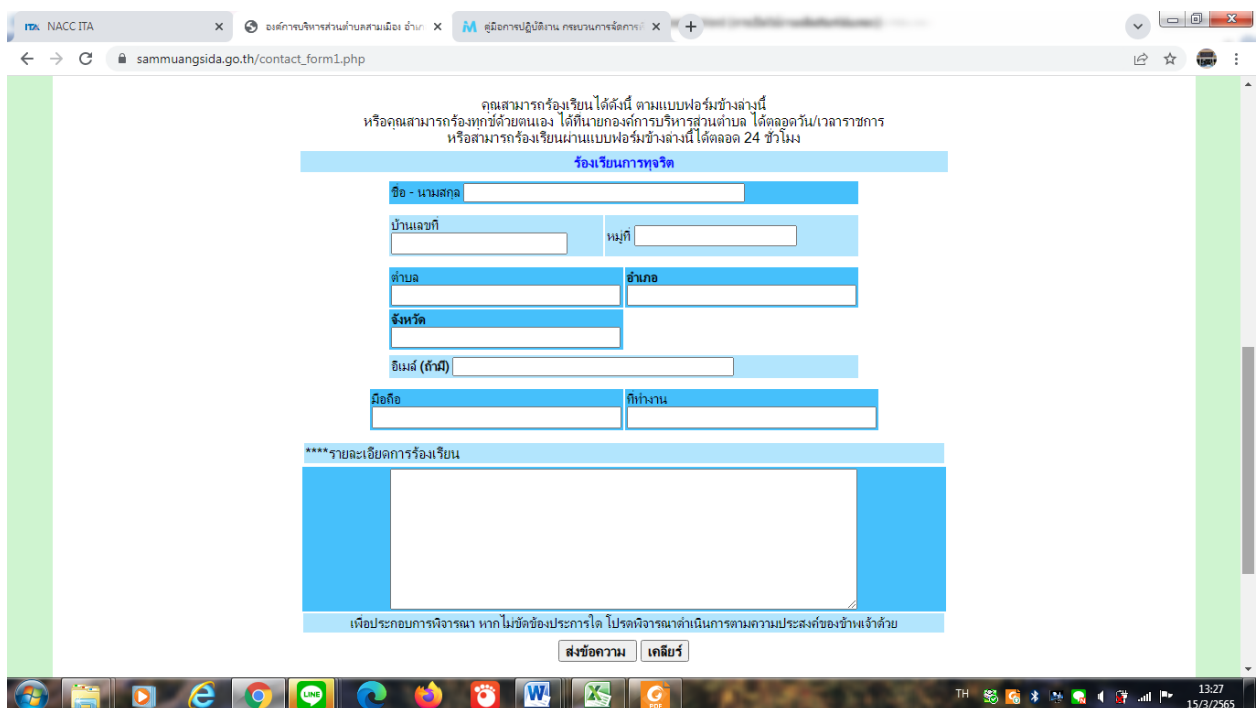 ITA NACC ITA
องค์การบริหารส่วนตำบลสามเมือง อำเภ
คู่มือการปฏิบัติงาน กระบวนการจัดการเ
sammuangsida.go.th/contact_form1.php
คุณสามารถร้องเรียนได้ดังนี้ ตามแบบฟอร์มข้างล่างนี้
หรือคุณสามารถร้องทุกข์ด้วยตนเอง ได้ที่นายกองค์การบริหารส่วนตำบล ได้ตลอดวัน/เวลาราชการ
หรือสามารถร้องเรียนผ่านแบบฟอร์มข้างล่างนี้ได้ตลอด 24 ชั่วโมง
ร้องเรียนการทุจริต
ชื่อ - นามสกุล
บ้านเลขที่
หมู่ที่
ตำบล
อำเภอ
จังหวัด
อีเมล์ (ถ้ามี)
มือถือ
ที่ทำงาน
****รายละเอียดการร้องเรียน
เพื่อประกอบการพิจารณา หากไม่ขัดข้องประการใด โปรดพิจารณาดำเนินการตามความประสงค์ของข้าพเจ้าด้วย
ส่งข้อความ
เคลียร์
LINE
PDF
TH
13:27
15/3/2565